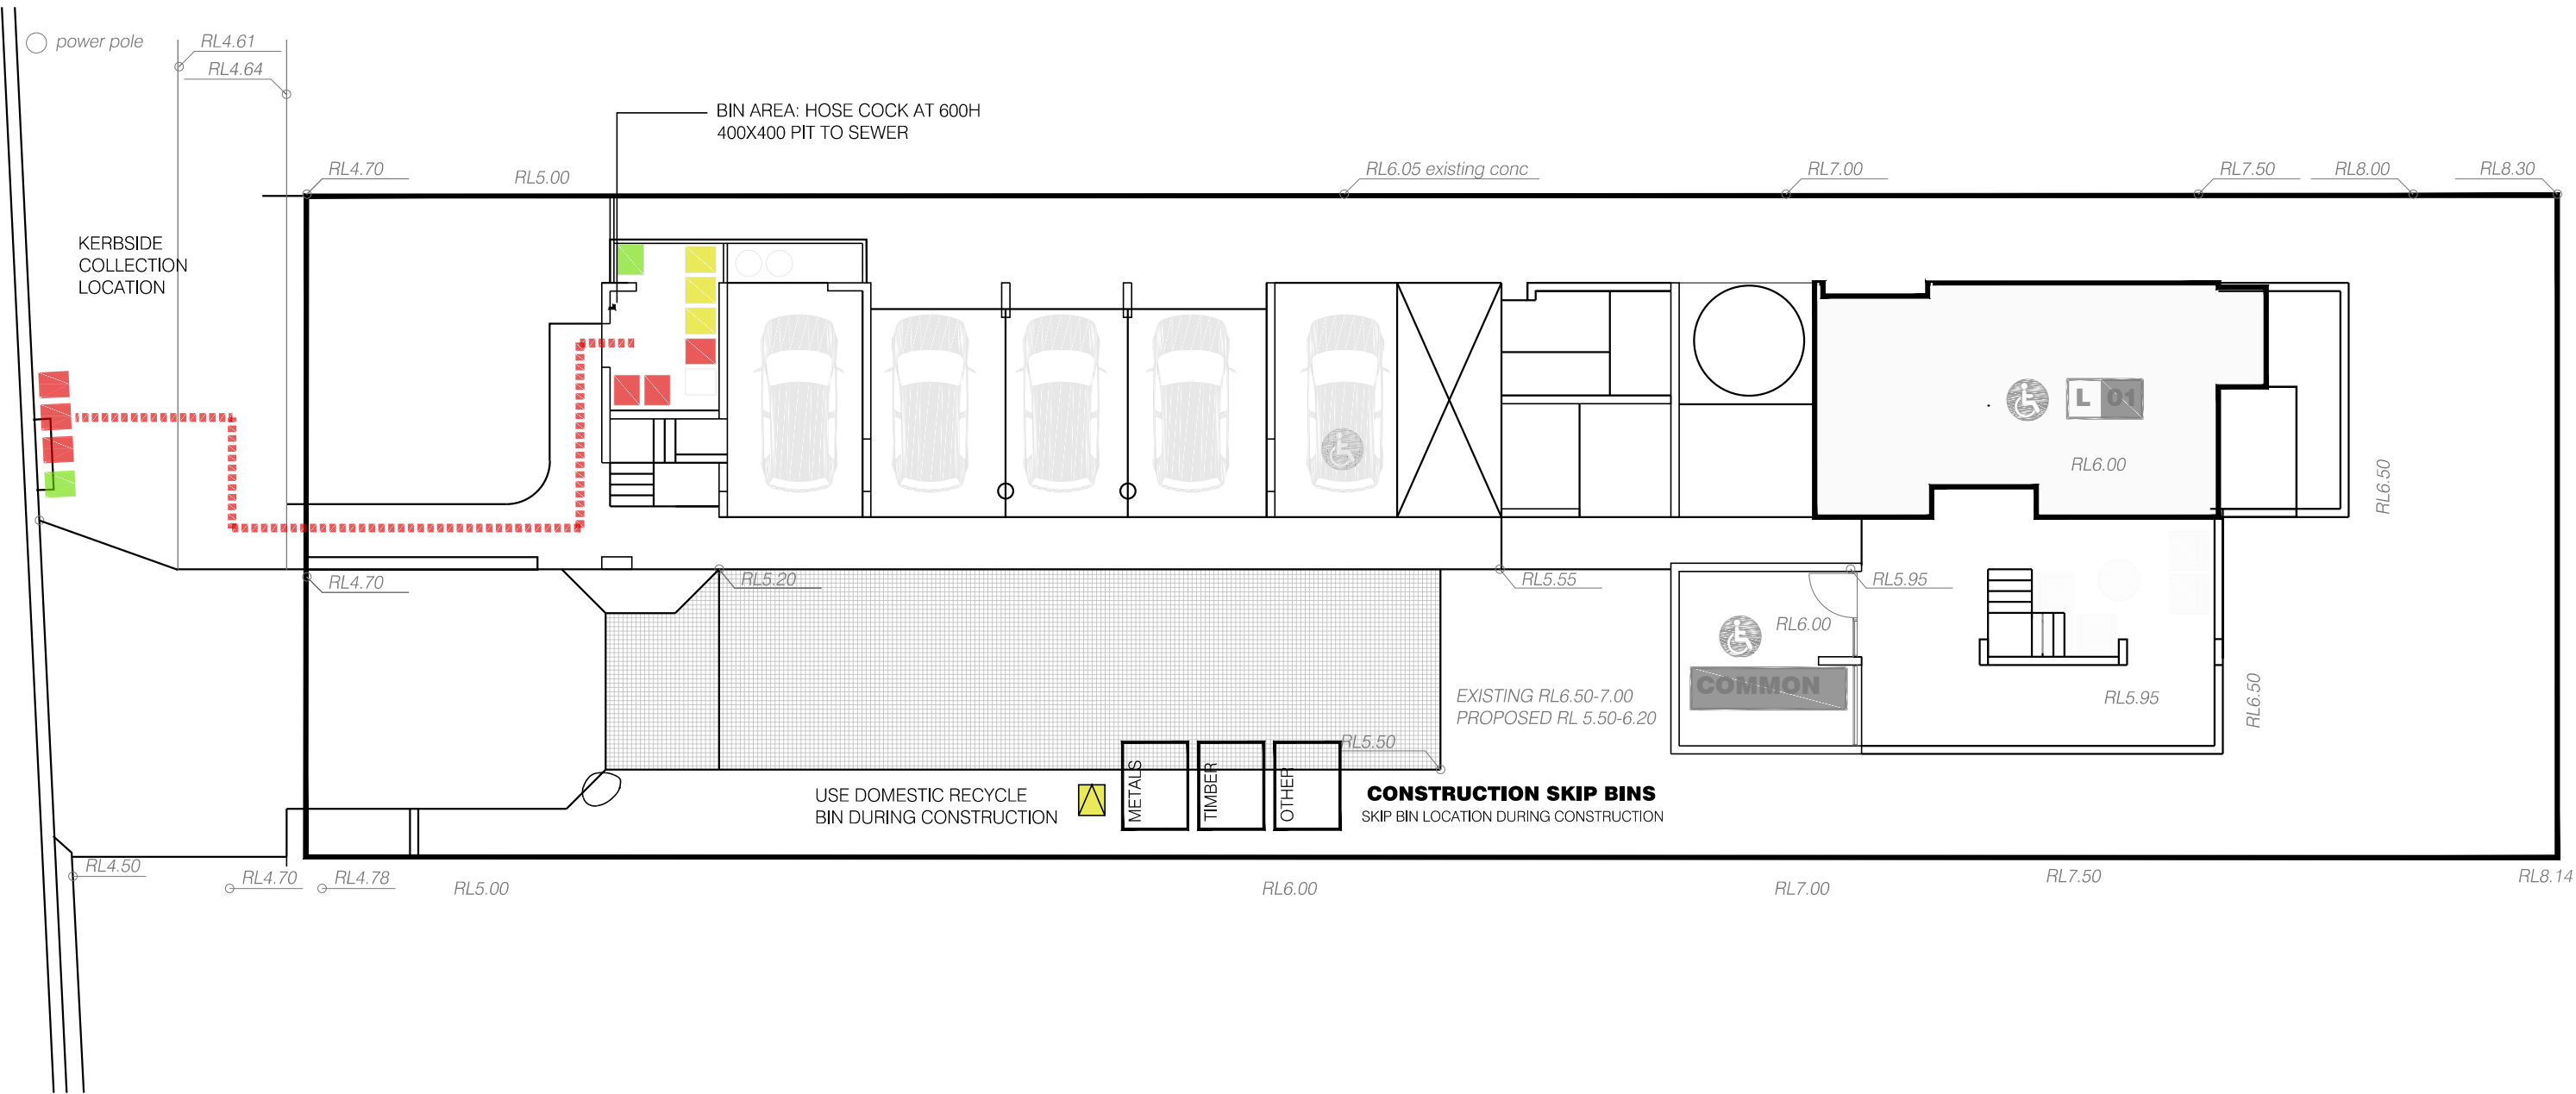 power pole
RL4.61
RL4.64
BIN AREA: HOSE COCK AT 600H
400X400 PIT TO SEWER
RL4.70
RL5.00
RL6.05 existing conc
RL7.00
RL7.50
RL8.00
RL8.30
KERBSIDE
COLLECTION
LOCATION
L 01
RL6.00
RL6.50
RL4.70
RL5.20
RL5.55
RL5.95
RL6.00
COMMON
EXISTING RL6.50-7.00
PROPOSED RL 5.50-6.20
RL5.95
RL6.50
RL5.50
USE DOMESTIC RECYCLE
BIN DURING CONSTRUCTION
METALS
TIMBER
OTHER
CONSTRUCTION SKIP BINS
SKIP BIN LOCATION DURING CONSTRUCTION
RL4.50
RL4.70
RL4.78
RL5.00
RL6.00
RL7.00
RL7.50
RL8.14